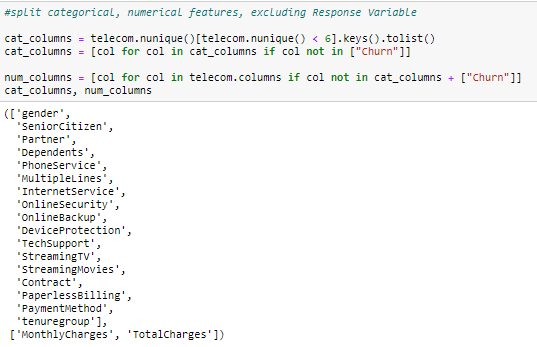 #split categorical, numerical features, excluding Response Variable
cat_columns = telecom.nunique()[telecom.nunique() < 6].keys().tolist()
cat_columns = [col for col in cat_columns if col not in ["Churn"]]
num_columns = [col for col in telecom.columns if col not in cat_columns + ["Churn"]]
cat_columns, num_columns
(['gender',
'SeniorCitizen',
'Partner',
'Dependents',
'PhoneService',
'MultipleLines',
'InternetService',
'OnlineSecurity',
'OnlineBackup',
'DeviceProtection',
'TechSupport',
'StreamingTV',
'StreamingMovies',
'Contract',
'PaperlessBilling',
'PaymentMethod',
'tenuregroup'],
['MonthlyCharges', 'TotalCharges'])